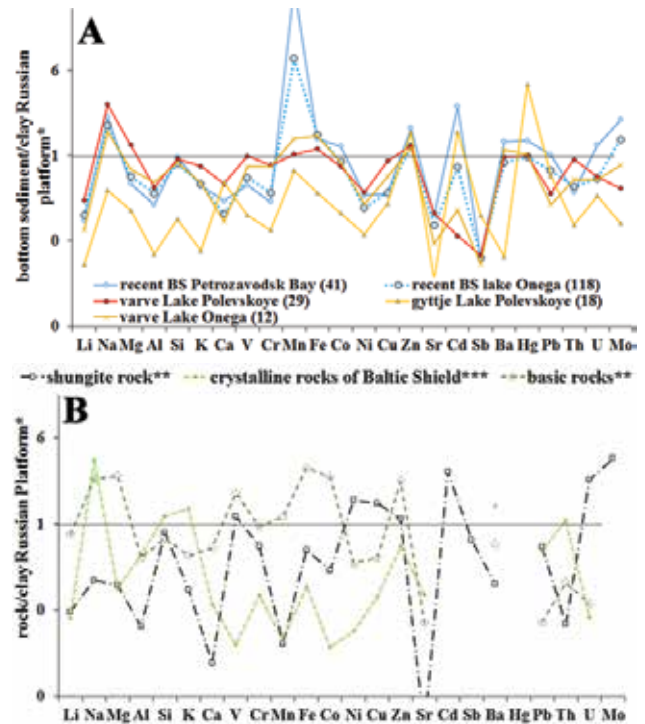 A
bottom sediment/clay Russian
platform*
6
1
0
0
recent BS Petrozavodsk Bay (41) recent BS lake Onega (118)
varve Lake Polevskoye (29) gyttje Lake Polevskoye (18)
varve Lake Onega (12)
Li Na Mg Al Si K Ca V Cr Mn Fe Co Ni Cu Zn Sr Cd Sb Ba Hg Pb Th U Mo
shungite rock** crystalline rocks of Baltic Shield*** basic rocks**
B
rock/clay Russian Platform*
6
1
0
0
Li Na Mg Al Si K Ca V Cr Mn Fe Co Ni Cu Zn Sr Cd Sb Ba Hg Pb Th U Mo